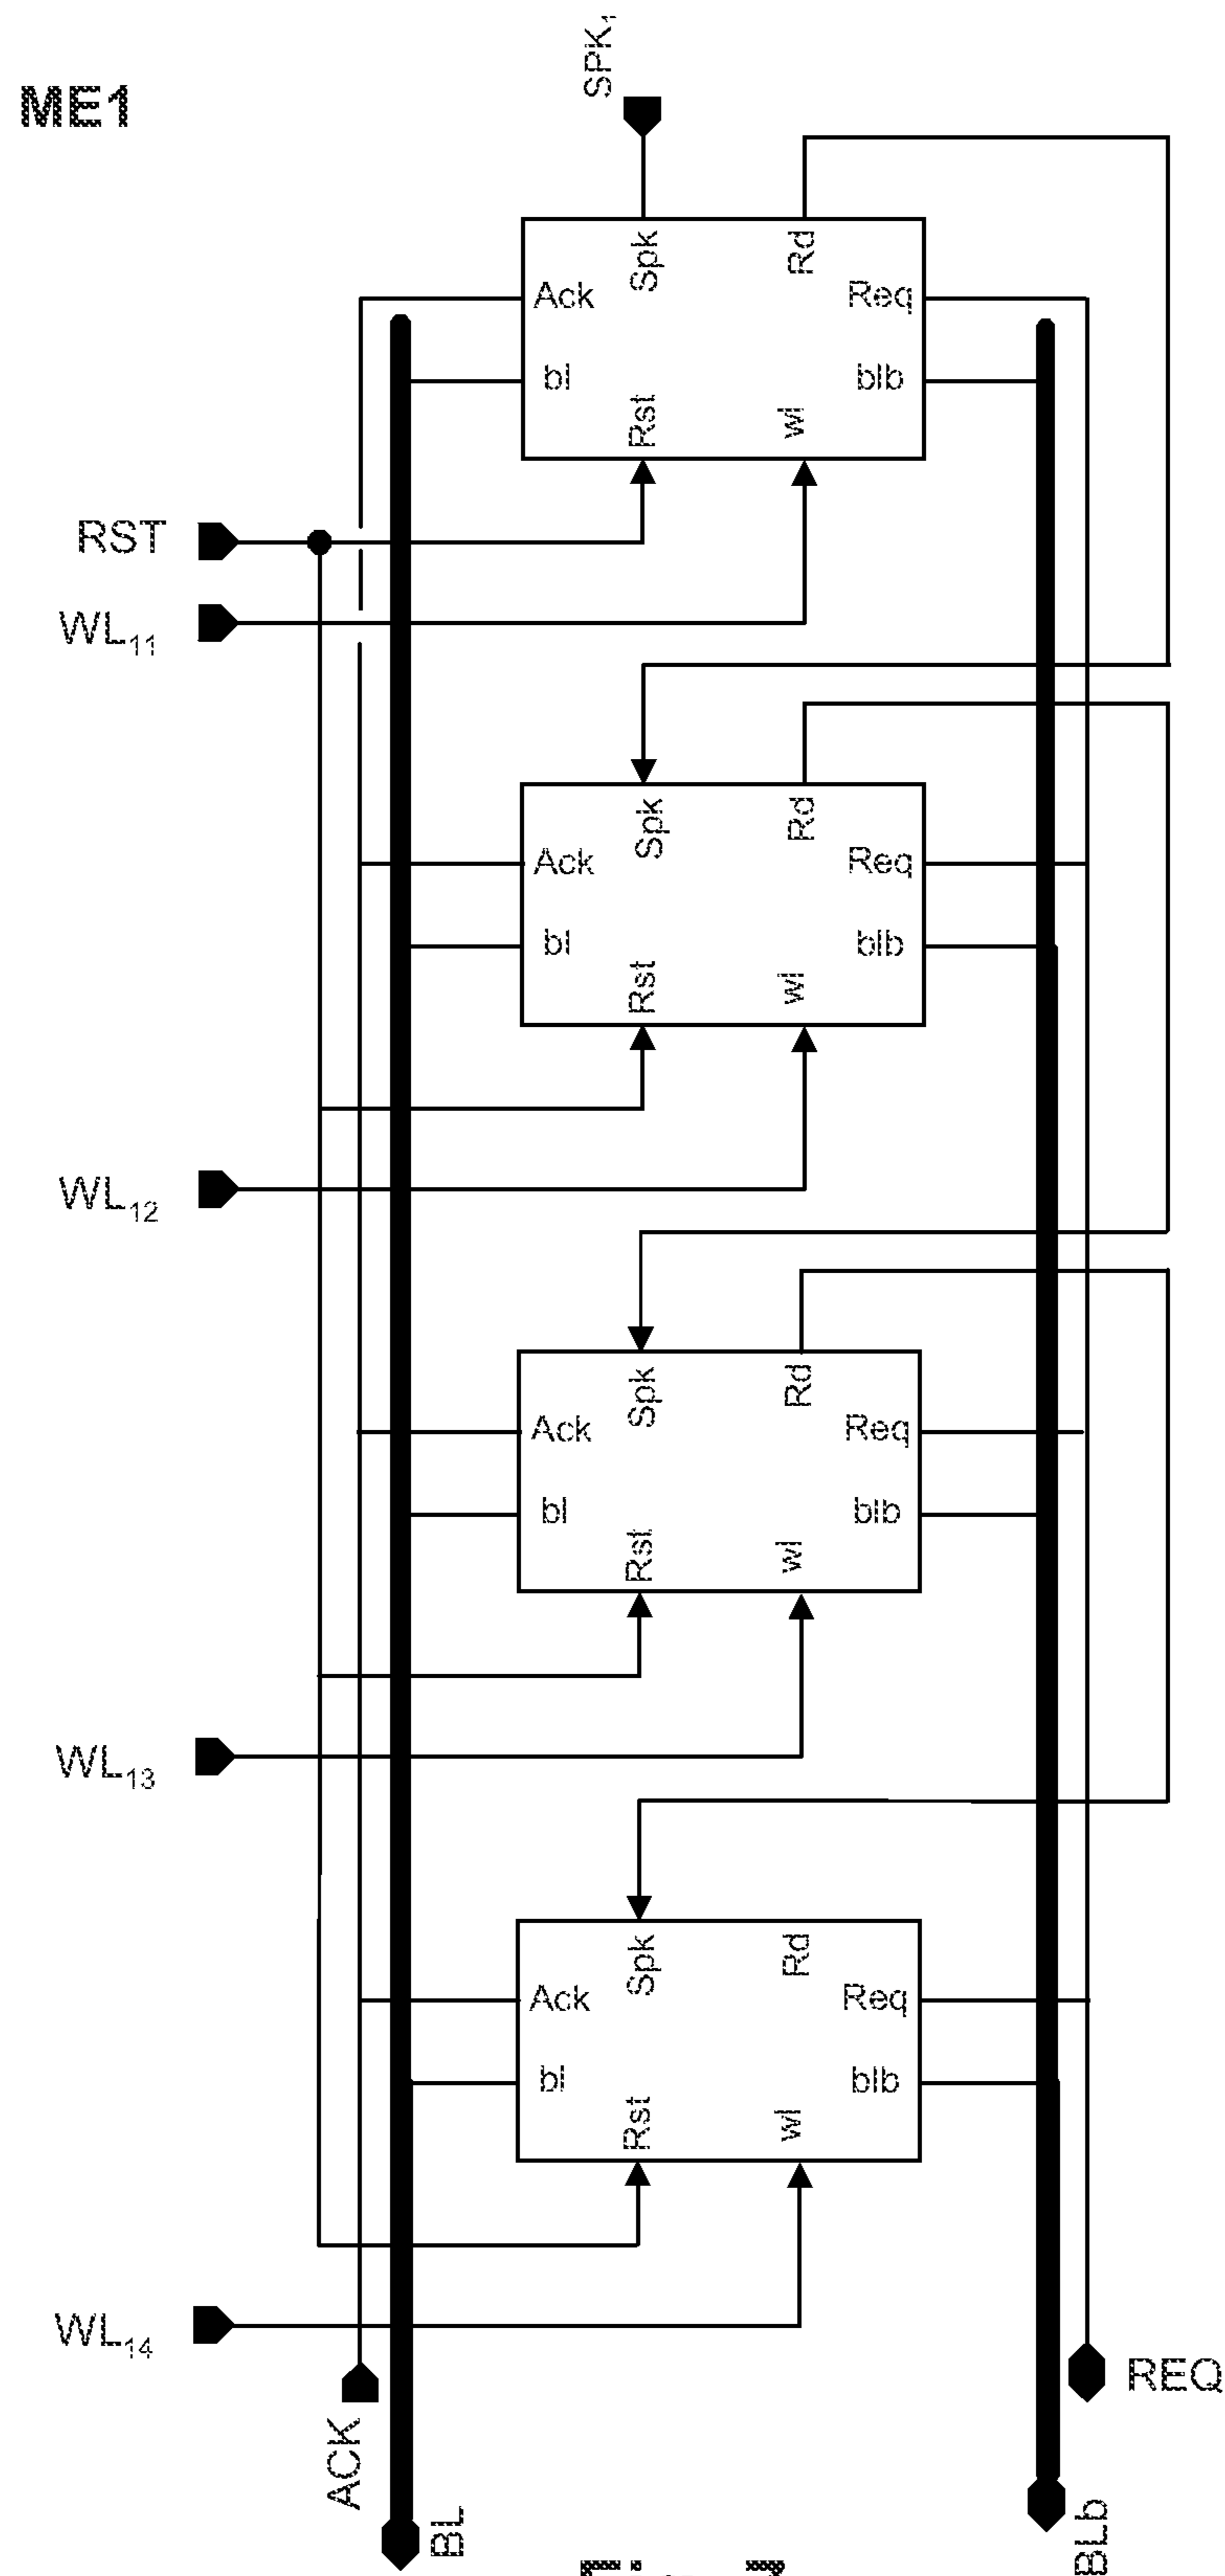 ME1
SPK₁
Ack
Spk
Rd
Req
bl
Rst
wl
blb
RST
WL₁₁
Ack
Spk
Rd
Req
bl
Rst
wl
blb
WL₁₂
Ack
Spk
Rd
Req
bl
Rst
wl
blb
WL₁₃
Ack
Spk
Rd
Req
bl
Rst
wl
blb
WL₁₄
REQ
ACK
BL
BLb